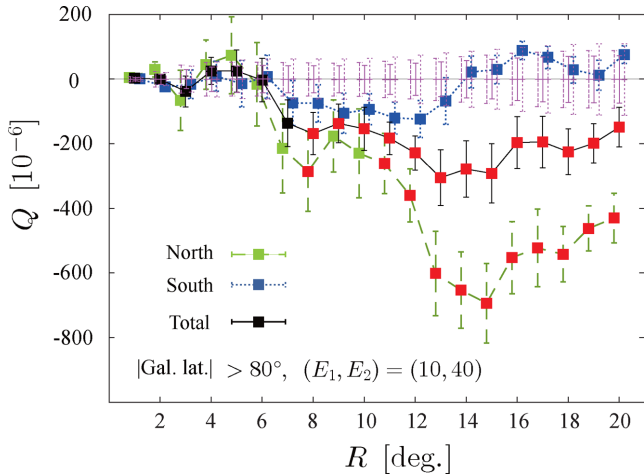 200
0
-200
-400
-600
-800
Q [10⁻⁶]
North
South
Total
|Gal. lat.| > 80°, (E₁, E₂) = (10, 40)
2 4 6 8 10 12 14 16 18 20
R [deg.]